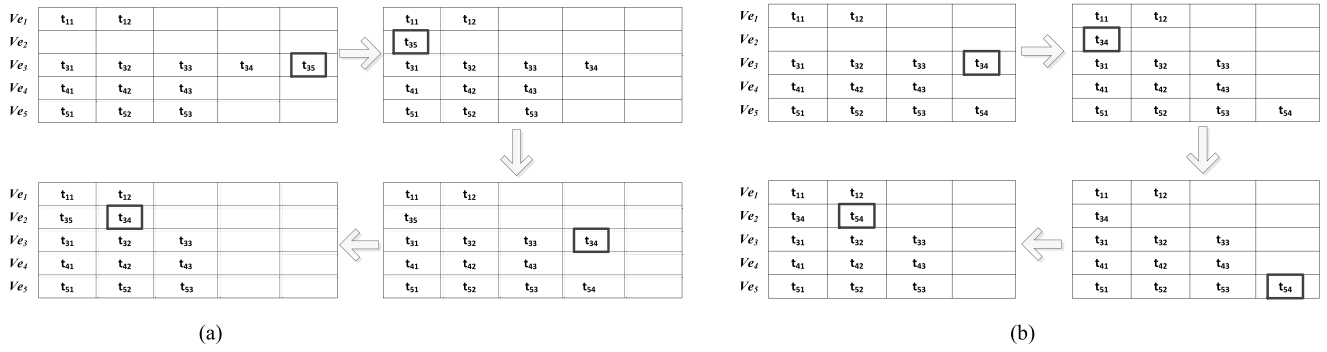 Ve1 t11 t12
Ve2
Ve3 t31 t32 t33 t34 t35
Ve4 t41 t42 t43
Ve5 t51 t52 t53
t11 t12
t35
t31 t32 t33 t34
t41 t42 t43
t51 t52 t53
Ve1 t11 t12
Ve2 t35 t34
Ve3 t31 t32 t33
Ve4 t41 t42 t43
Ve5 t51 t52 t53
t11 t12
t35
t31 t32 t33 t34
t41 t42 t43
t51 t52 t53 t54
(a)
Ve1 t11 t12
Ve2
Ve3 t31 t32 t33 t34
Ve4 t41 t42 t43
Ve5 t51 t52 t53 t54
t11 t12
t34
t31 t32 t33
t41 t42 t43
t51 t52 t53 t54
Ve1 t11 t12
Ve2 t34 t54
Ve3 t31 t32 t33
Ve4 t41 t42 t43
Ve5 t51 t52 t53
t11 t12
t34
t31 t32 t33
t41 t42 t43
t51 t52 t53 t54
(b)